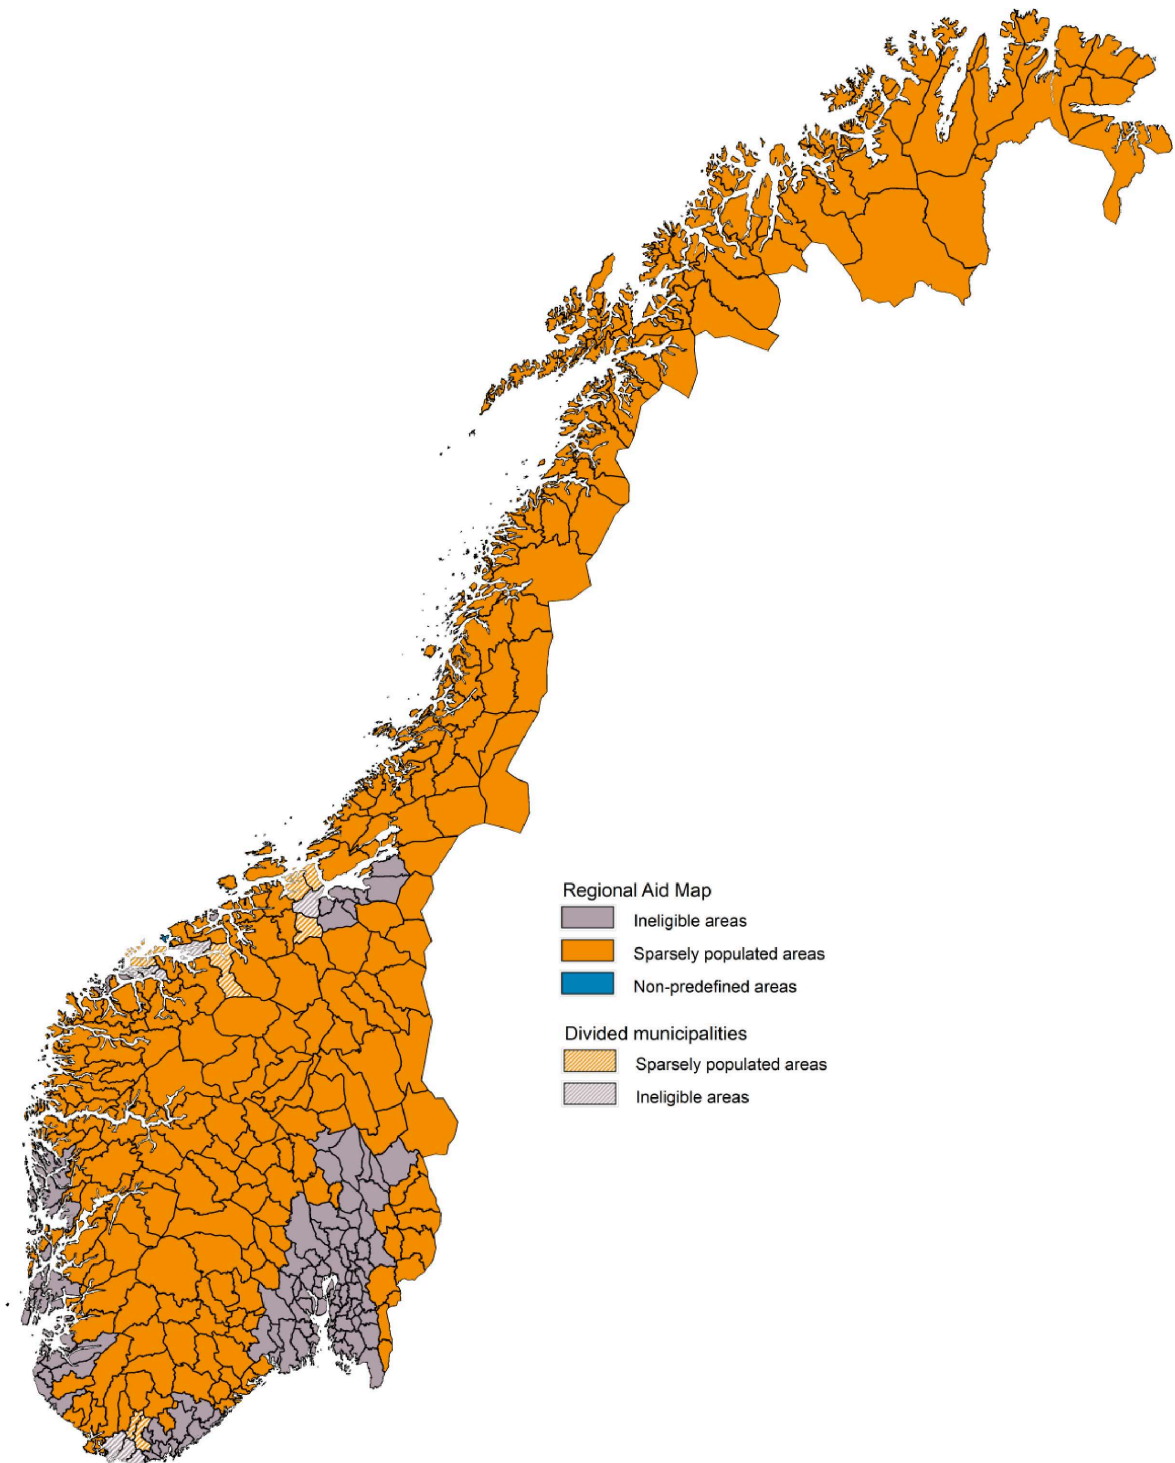 Regional Aid Map
Ineligible areas
Sparsely populated areas
Non-predefined areas
Divided municipalities
Sparsely populated areas
Ineligible areas